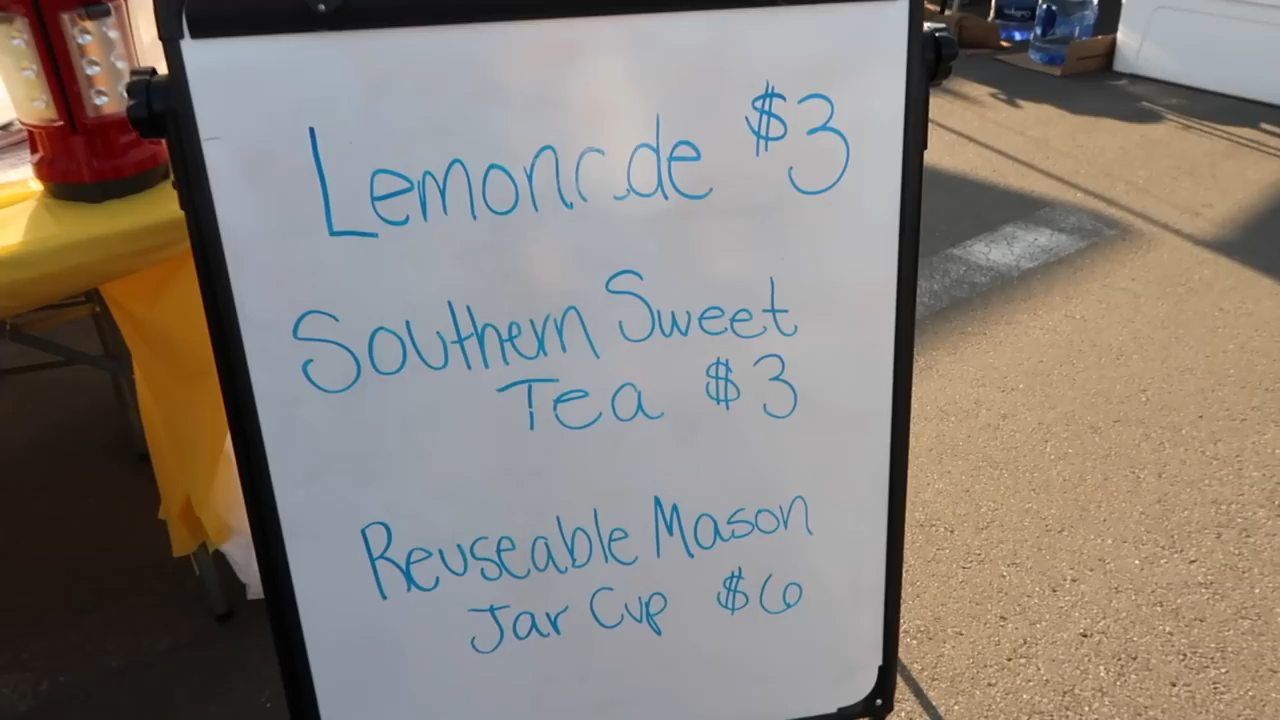 Lemonade $3
Southern Sweet
Tea $3
Reuseable Mason
Jar Cup $6